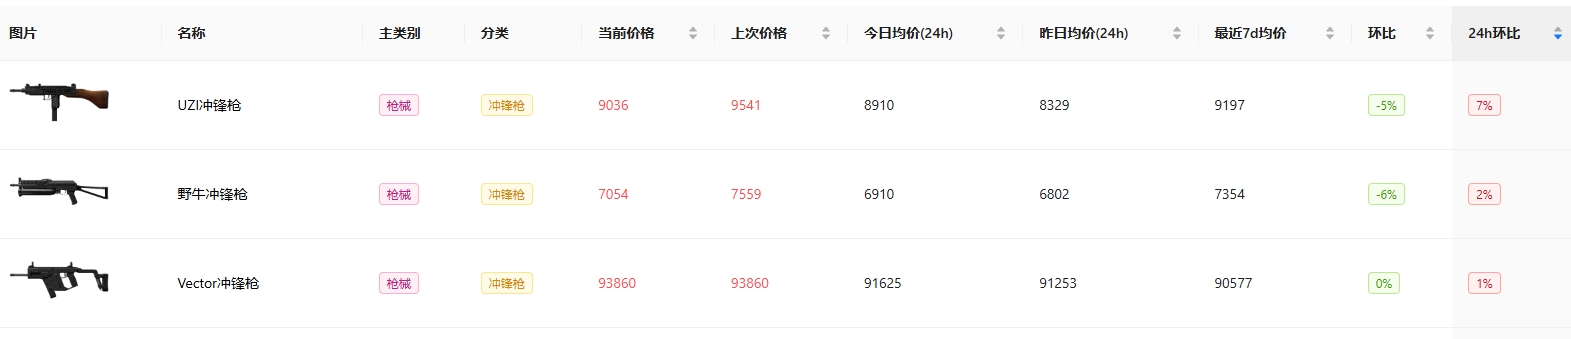 图片 名称 主类别 分类 当前价格 上次价格 今日均价(24h) 昨日均价(24h) 最近7d均价 环比 24h环比
UZI冲锋枪 枪械 冲锋枪 9036 9541 8910 8329 9197 -5% 7%
野牛冲锋枪 枪械 冲锋枪 7054 7559 6910 6802 7354 -6% 2%
Vector冲锋枪 枪械 冲锋枪 93860 93860 91625 91253 90577 0% 1%